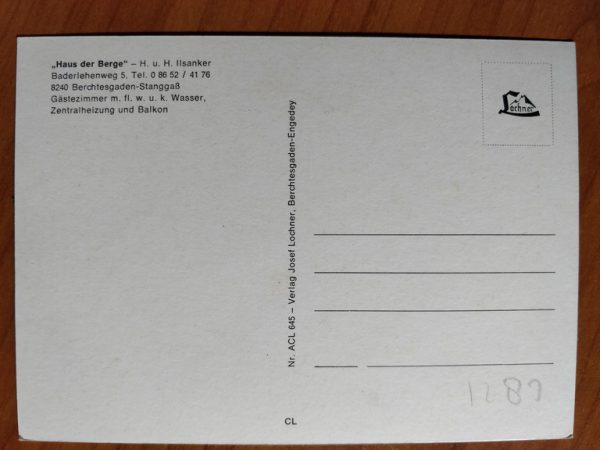 „Haus der Berge“ – H. u. H. Ilsanker
Baderlehenweg 5, Tel. 0 86 52 / 41 76
8240 Berchtesgaden-Stanggaß
Gästezimmer m. fl. w. u. k. Wasser,
Zentralheizung und Balkon
Lochner
Nr. ACL 645 – Verlag Josef Lochner, Berchtesgaden-Engedey
CL